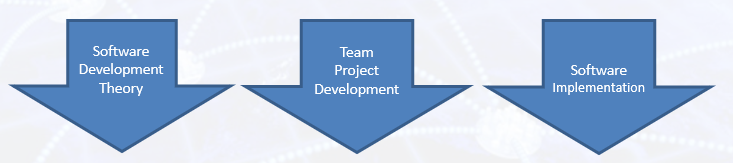 Software
Development
Theory
Team
Project
Development
Software
Implementation